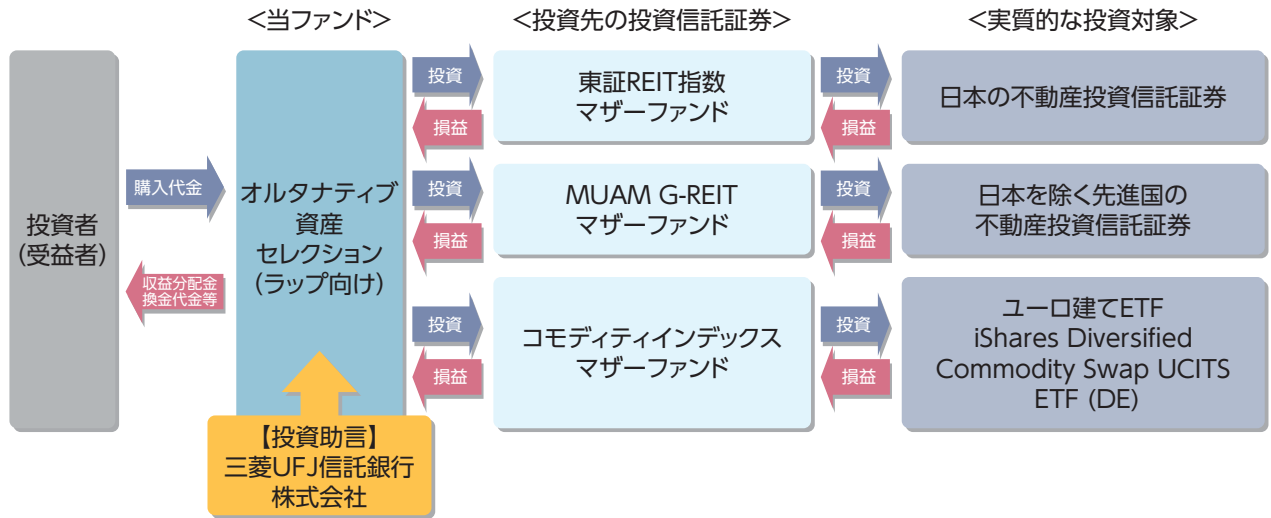 <当ファンド>
<投資先の投資信託証券>
<実質的な投資対象>
投資者
(受益者)
購入代金
収益分配金
換金代金等
オルタナティブ
資産
セレクション
(ラップ向け)
【投資助言】
三菱UFJ信託銀行
株式会社
投資
損益
東証REIT指数
マザーファンド
投資
損益
日本の不動産投資信託証券
投資
損益
MUAM G-REIT
マザーファンド
投資
損益
日本を除く先進国の
不動産投資信託証券
投資
損益
コモディティインデックス
マザーファンド
投資
損益
ユーロ建てETF
iShares Diversified
Commodity Swap UCITS
ETF (DE)